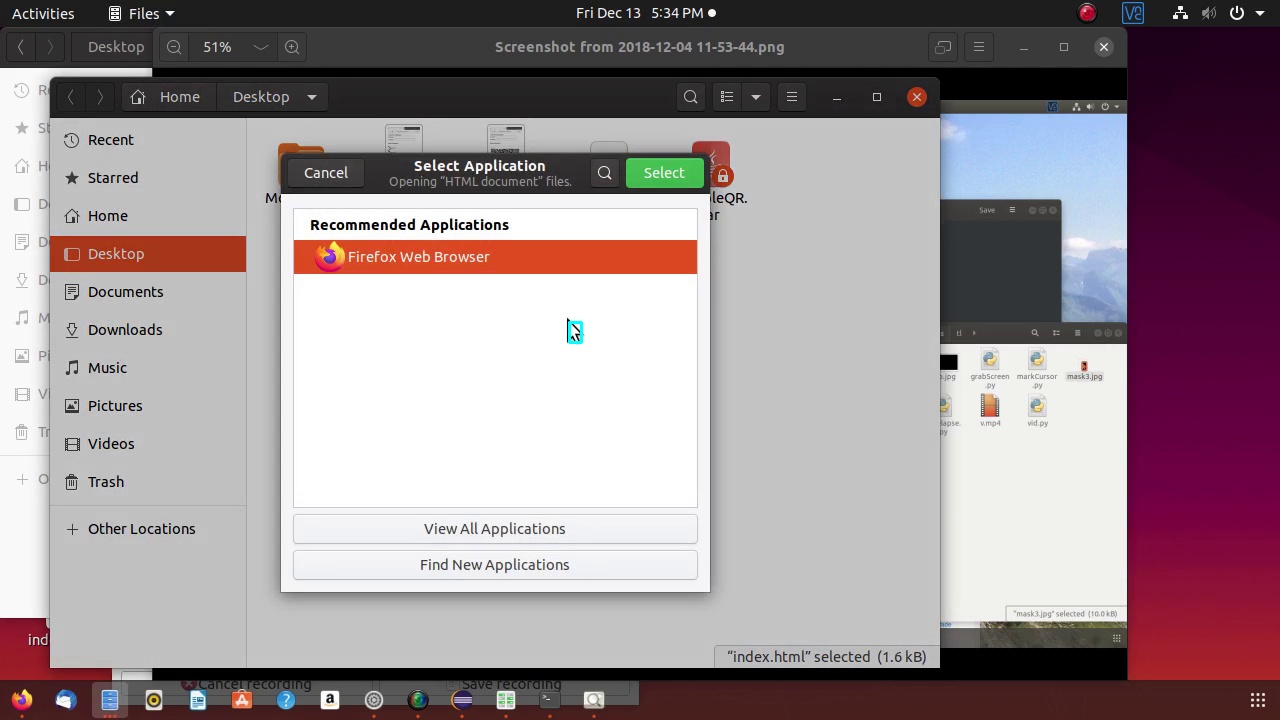 Activities
Files
Fri Dec 13  5:34 PM
Desktop
51%
Screenshot from 2018-12-04 11-53-44.png
Home
Desktop
Recent
Starred
Home
Desktop
Documents
Downloads
Music
Pictures
Videos
Trash
Other Locations
Cancel
Select Application
Opening “HTML document” files.
Select
Recommended Applications
Firefox Web Browser
View All Applications
Find New Applications
“index.html” selected (1.6 kB)
Save
grabScreen
.py
markCursor
.py
mask3.jpg
v.mp4
vid.py
"mask3.jpg" selected (10.0 kB)
Cancel recording
Save recording